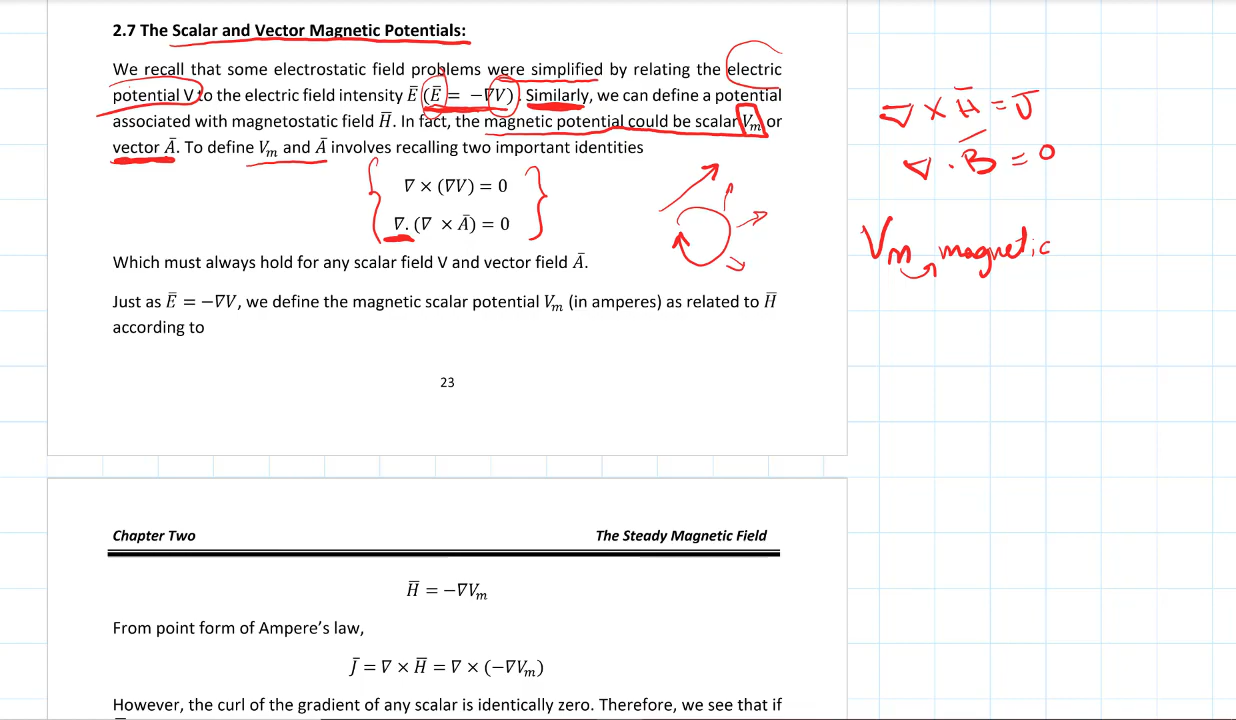 2.7 The Scalar and Vector Magnetic Potentials:
We recall that some electrostatic field problems were simplified by relating the electric
potential V to the electric field intensity E̅ (E̅ = −∇V). Similarly, we can define a potential
associated with magnetostatic field H̅. In fact, the magnetic potential could be scalar Vₘ or
vector A̅. To define Vₘ and A̅ involves recalling two important identities
∇ × (∇V) = 0
∇. (∇ × A̅) = 0
Which must always hold for any scalar field V and vector field A̅.
Just as E̅ = −∇V, we define the magnetic scalar potential Vₘ (in amperes) as related to H̅
according to
23
∇ × H̅ = J̅
∇ . B̅ = 0
Vₘ magnetic
Chapter Two The Steady Magnetic Field
H̅ = −∇Vₘ
From point form of Ampere’s law,
J̅ = ∇ × H̅ = ∇ × (−∇Vₘ)
However, the curl of the gradient of any scalar is identically zero. Therefore, we see that if